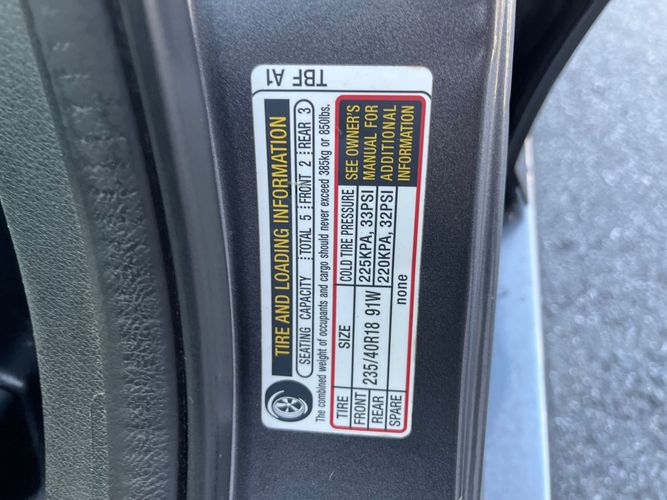 TBF A1
TIRE AND LOADING INFORMATION
SEATING CAPACITY TOTAL 5 FRONT 2 REAR 3
The combined weight of occupants and cargo should never exceed 385kg or 850lbs.
TIRE SIZE COLD TIRE PRESSURE
FRONT 235/40R18 91W 225KPA, 33PSI
REAR 220KPA, 32PSI
SPARE none
SEE OWNER'S
MANUAL FOR
ADDITIONAL
INFORMATION